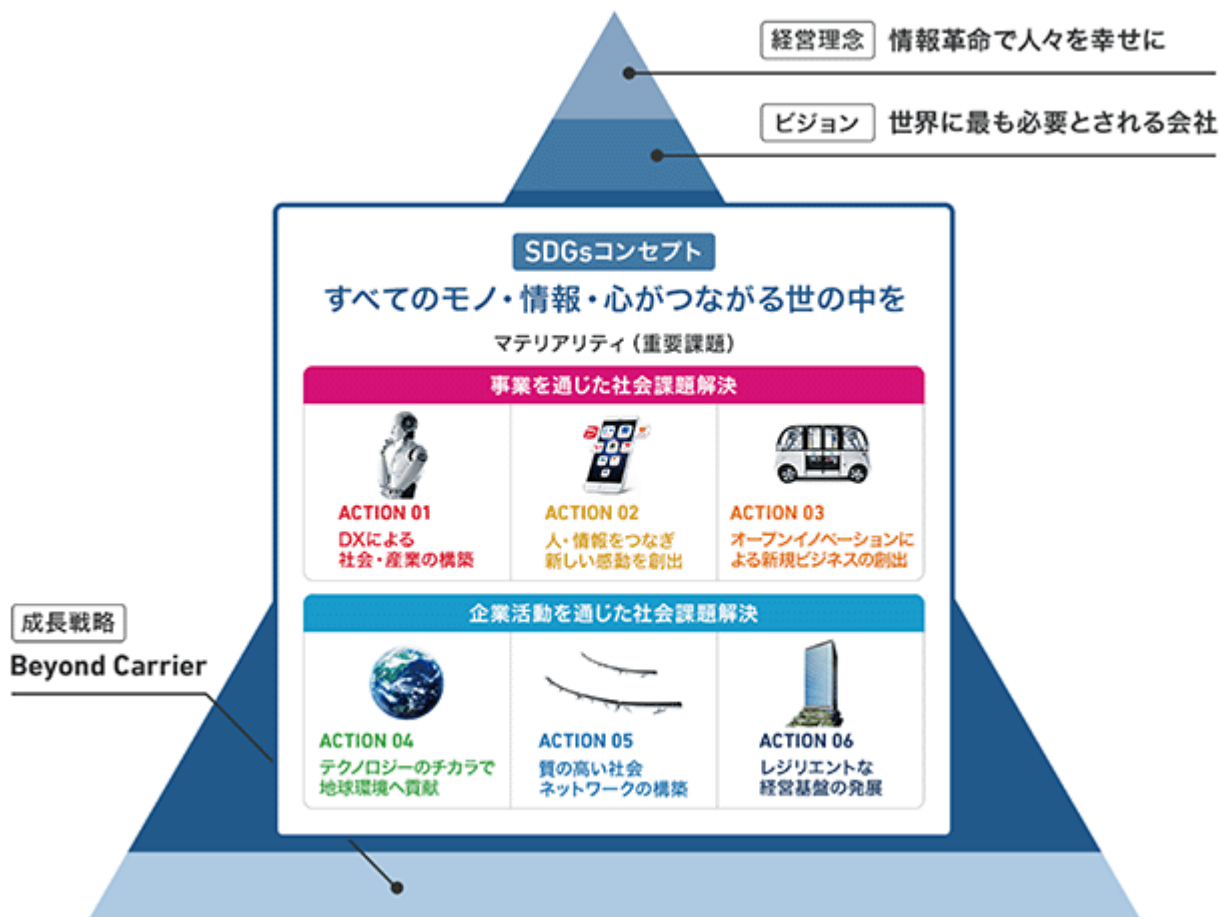 経営理念 情報革命で人々を幸せに
ビジョン 世界に最も必要とされる会社
SDGsコンセプト
すべてのモノ・情報・心がつながる世の中を
マテリアリティ（重要課題）
事業を通じた社会課題解決
ACTION 01
DXによる
社会・産業の構築
ACTION 02
人・情報をつなぎ
新しい感動を創出
ACTION 03
オープンイノベーションに
よる新規ビジネスの創出
企業活動を通じた社会課題解決
ACTION 04
テクノロジーのチカラで
地球環境へ貢献
ACTION 05
質の高い社会
ネットワークの構築
ACTION 06
レジリエントな
経営基盤の発展
成長戦略
Beyond Carrier